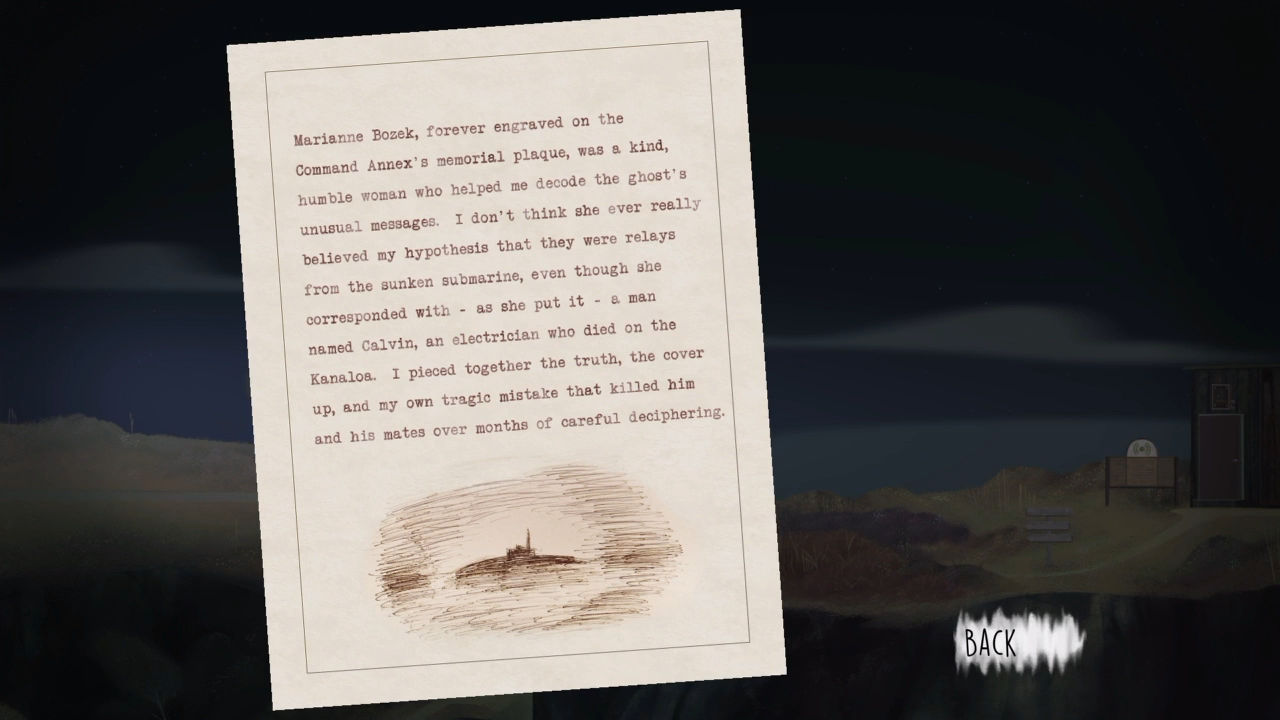 Marianne Bozek, forever engraved on the
Command Annex's memorial plaque, was a kind,
humble woman who helped me decode the ghost's
unusual messages.  I don't think she ever really
believed my hypothesis that they were relays
from the sunken submarine, even though she
corresponded with - as she put it - a man
named Calvin, an electrician who died on the
Kanaloa.  I pieced together the truth, the cover
up, and my own tragic mistake that killed him
and his mates over months of careful deciphering.
BACK